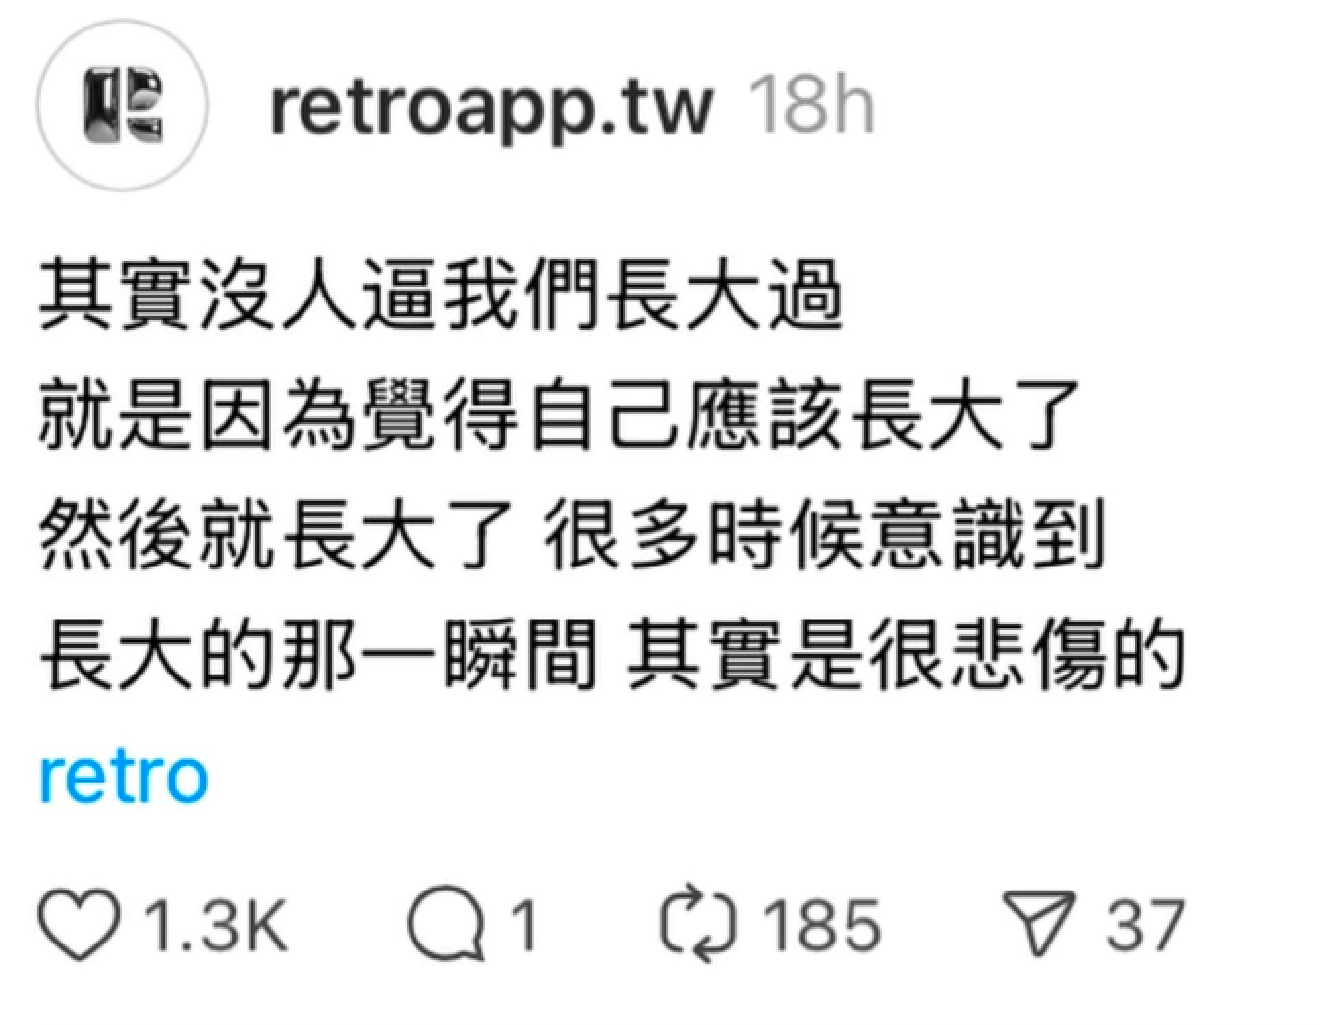 retroapp.tw 18h
其實沒人逼我們長大過
就是因為覺得自己應該長大了
然後就長大了 很多時候意識到
長大的那一瞬間 其實是很悲傷的
retro
1.3K 1 185 37